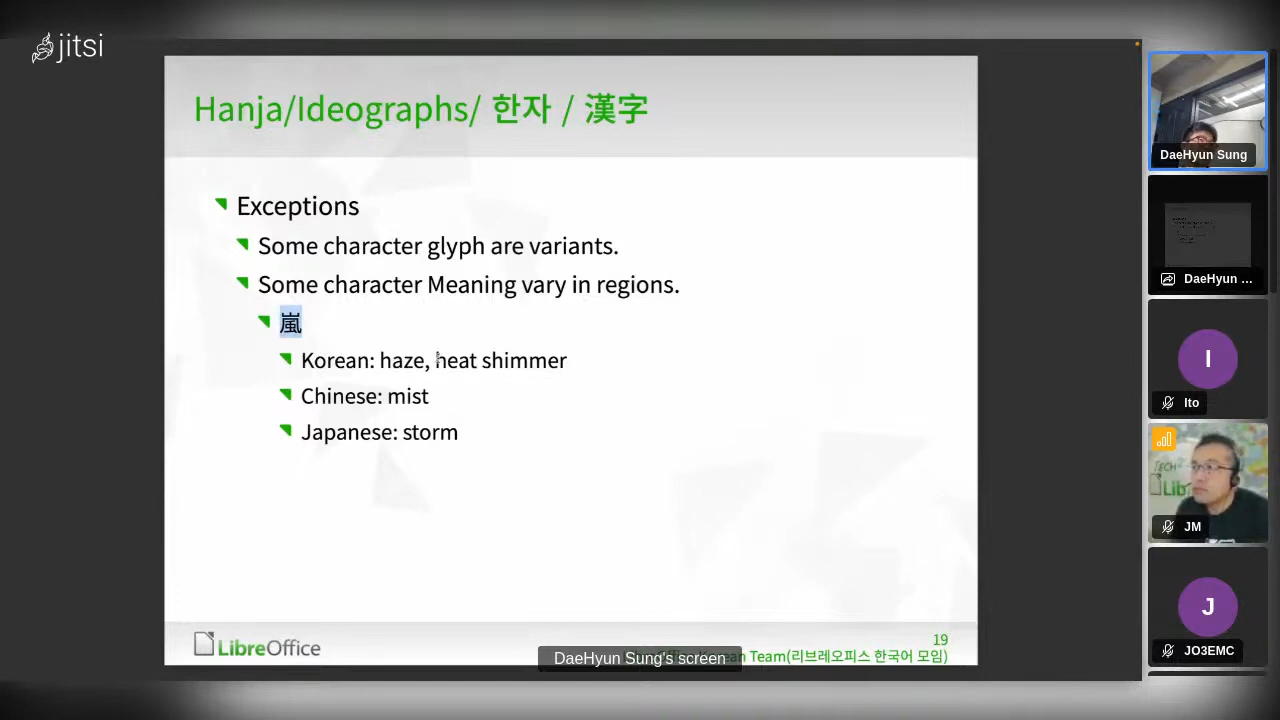 jitsi
Hanja/Ideographs/ 한자 / 漢字
Exceptions
Some character glyph are variants.
Some character Meaning vary in regions.
嵐
Korean: haze, heat shimmer
Chinese: mist
Japanese: storm
LibreOffice
19
Team(리브레오피스 한국어 모임)
DaeHyun Sung's screen
DaeHyun Sung
DaeHyun ...
I
Ito
TECH
Lib
JM
J
JO3EMC